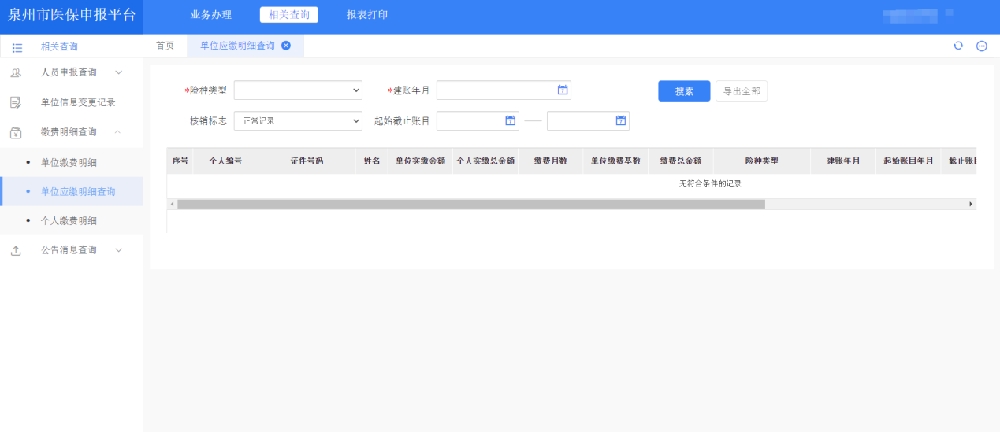 泉州市医保申报平台
业务办理 相关查询 报表打印
相关查询
首页 单位应缴明细查询
人员申报查询
单位信息变更记录
缴费明细查询
单位缴费明细
单位应缴明细查询
个人缴费明细
公告消息查询
*险种类型 *建账年月 搜索 导出全部
核销标志 正常记录 起始截止账目
序号 个人编号 证件号码 姓名 单位实缴金额 个人实缴总金额 缴费月数 单位缴费基数 缴费总金额 险种类型 建账年月 起始账目年月 截止账
无符合条件的记录